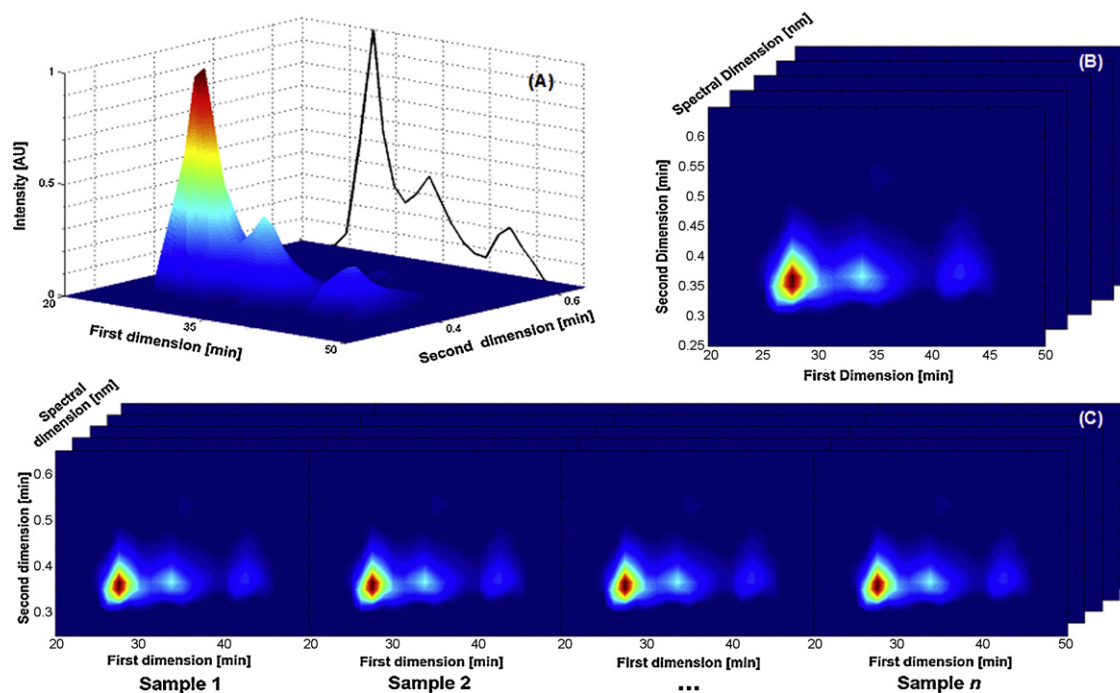 (A)
Intensity [AU]
1
0.5
0
20
35
50
First dimension [min]
0.4
0.6
Second dimension [min]
(B)
Spectral Dimension [nm]
Second Dimension [min]
0.65
0.6
0.55
0.5
0.45
0.4
0.35
0.3
0.25
20 25 30 35 40 45 50
First Dimension [min]
(C)
Spectral
dimension [nm]
Second dimension [min]
0.6
0.5
0.4
0.3
20 30 40 20 30 40 20 30 40 20 30 40 50
First dimension [min] First dimension [min] First dimension [min] First dimension [min]
Sample 1 Sample 2 ... Sample n